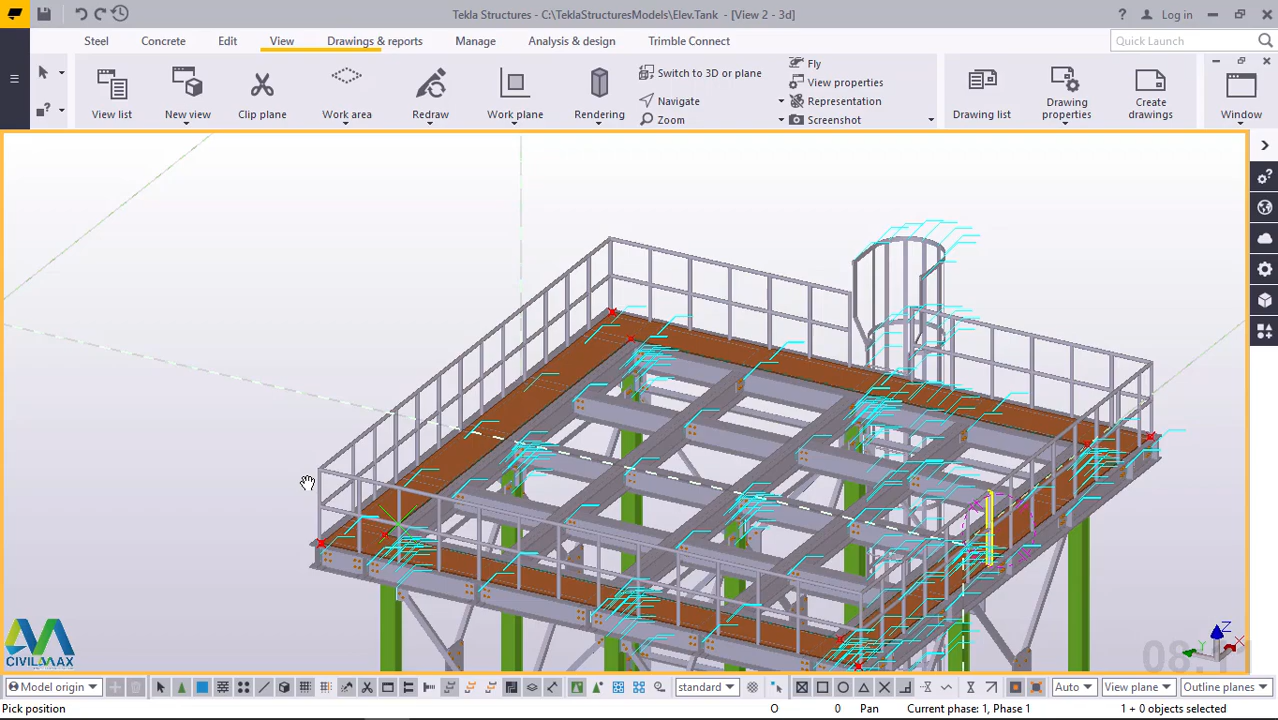 Tekla Structures - C:\TeklaStructuresModels\Elev.Tank - [View 2 - 3d]
Log in
Steel
Concrete
Edit
View
Drawings & reports
Manage
Analysis & design
Trimble Connect
Quick Launch
View list
New view
Clip plane
Work area
Redraw
Work plane
Rendering
Switch to 3D or plane
Navigate
Zoom
Fly
View properties
Representation
Screenshot
Drawing list
Drawing properties
Create drawings
Window
Z
Y
X
CIVILMAX
Model origin
standard
Auto
View plane
Outline planes
Pick position
O
0
Pan
Current phase: 1, Phase 1
1 + 0 objects selected